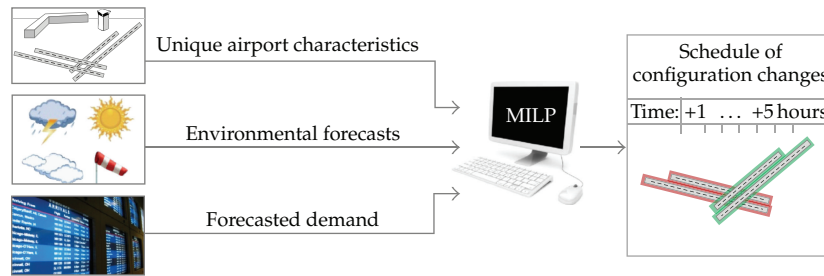 Unique airport characteristics
Environmental forecasts
Forecasted demand
MILP
Schedule of
configuration changes
Time: +1 ... +5 hours